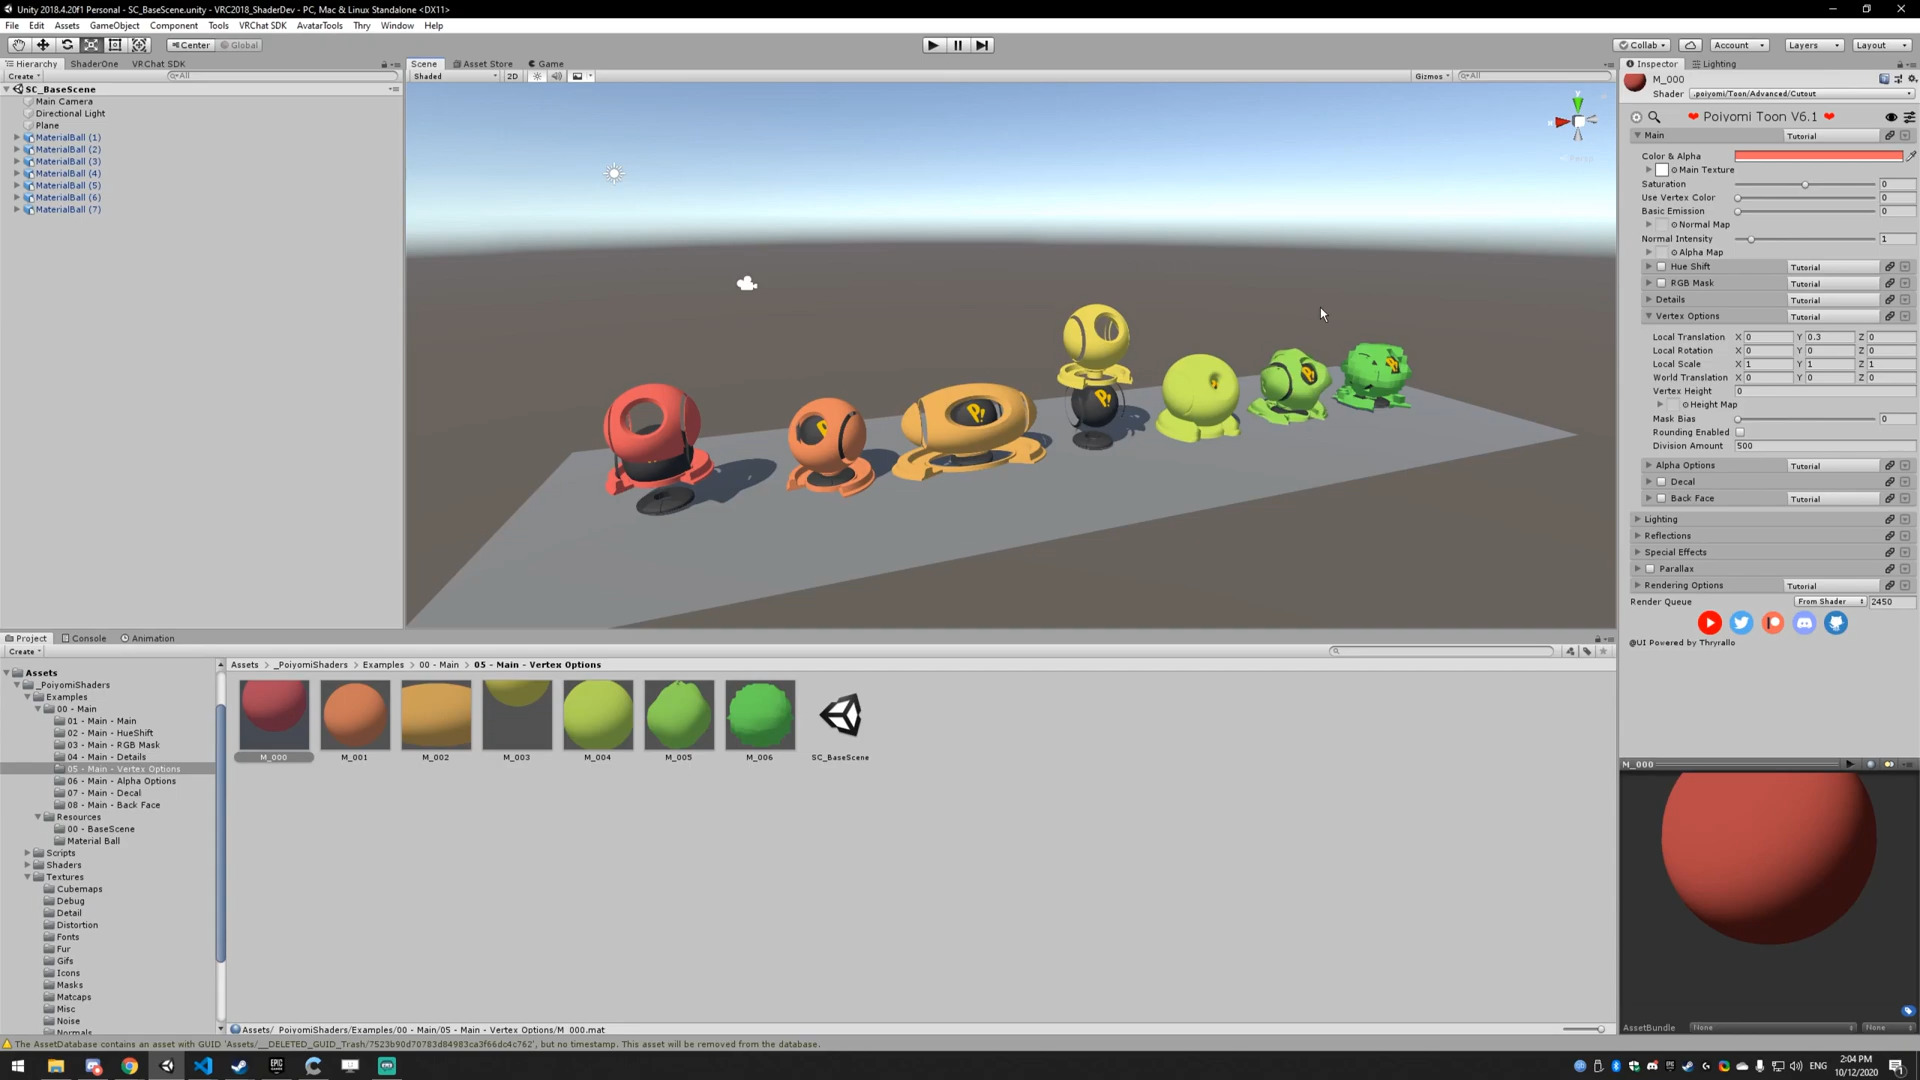 Unity 2018.4.20f1 Personal - SC_BaseScene.unity - VRC2018_ShaderDev - PC, Mac & Linux Standalone <DX11>
File Edit Assets GameObject Component Tools VRChat SDK AvatarTools Thry Window Help
Center Global Collab Account Layers Layout
Hierarchy ShaderOne VRChat SDK
Create All
SC_BaseScene
Main Camera
Directional Light
Plane
MaterialBall (1)
MaterialBall (2)
MaterialBall (3)
MaterialBall (4)
MaterialBall (5)
MaterialBall (6)
MaterialBall (7)
Scene Asset Store Game
Shaded 2D Gizmos All
Inspector Lighting
M_000
Shader .poiyomi/Toon/Advanced/Cutout
Poiyomi Toon V6.1
Main Tutorial
Color & Alpha
Main Texture
Saturation 0
Use Vertex Color 0
Basic Emission 0
Normal Map
Normal Intensity 1
Alpha Map
Hue Shift Tutorial
RGB Mask Tutorial
Details Tutorial
Vertex Options Tutorial
Local Translation X 0 Y 0.3 Z 0
Local Rotation X 0 Y 0 Z 0
Local Scale X 1 Y 1 Z 1
World Translation X 0 Y 0 Z 0
Vertex Height 0
Height Map
Mask Bias 0
Rounding Enabled
Division Amount 500
Alpha Options Tutorial
Decal
Back Face Tutorial
Lighting
Reflections
Special Effects
Parallax
Rendering Options Tutorial
Render Queue From Shader 2450
@UI Powered by Thryrallo
Project Console Animation
Create
Assets
_PoiyomiShaders
Examples
00 - Main
01 - Main - Main
02 - Main - HueShift
03 - Main - RGB Mask
04 - Main - Details
05 - Main - Vertex Options
06 - Main - Alpha Options
07 - Main - Decal
08 - Main - Back Face
Resources
00 - BaseScene
Material Ball
Scripts
Shaders
Textures
Cubemaps
Debug
Detail
Distortion
Fonts
Fur
Gifs
Icons
Masks
Matcaps
Misc
Noise
Normals
Assets > _PoiyomiShaders > Examples > 00 - Main > 05 - Main - Vertex Options
M_000 M_001 M_002 M_003 M_004 M_005 M_006 SC_BaseScene
Assets/_PoiyomiShaders/Examples/00 - Main/05 - Main - Vertex Options/M_000.mat
M_000
AssetBundle None None
The AssetDatabase contains an asset with GUID 'Assets/__DELETED_GUID_Trash/7523b90d70783d84983ca3f66dc4c762', but no timestamp. This asset will be removed from the database.
ENG
2:04 PM
10/12/2020